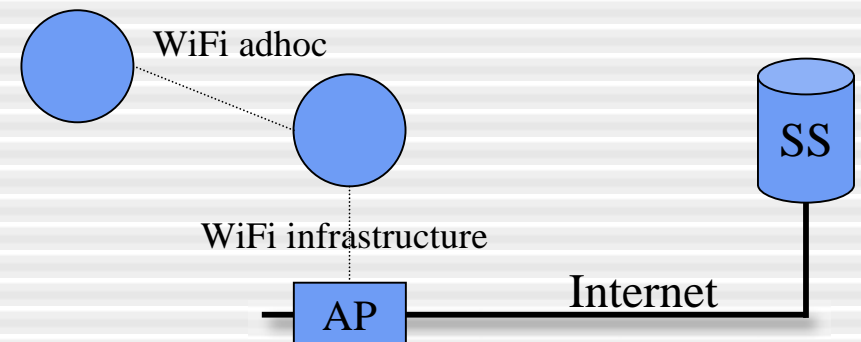 WiFi adhoc
SS
WiFi infrastructure
Internet
AP